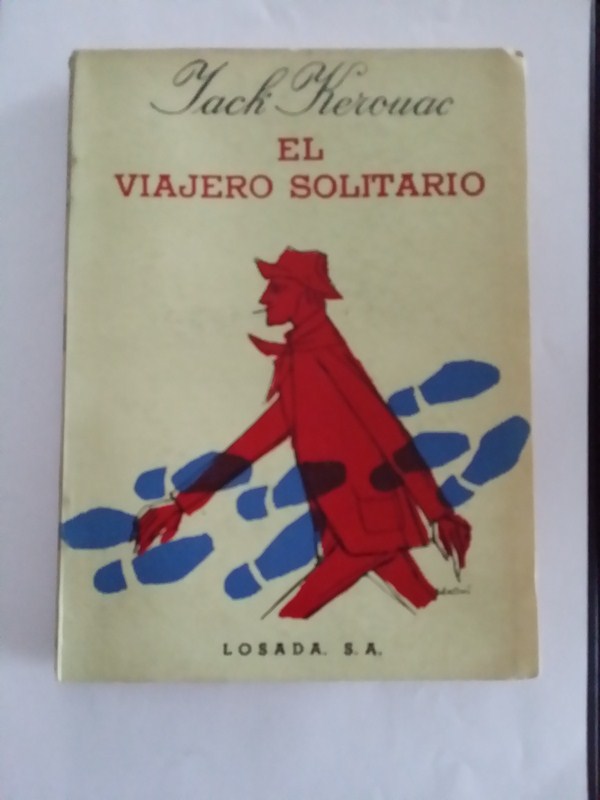 Jack Kerouac
EL
VIAJERO SOLITARIO
LOSADA. S.A.